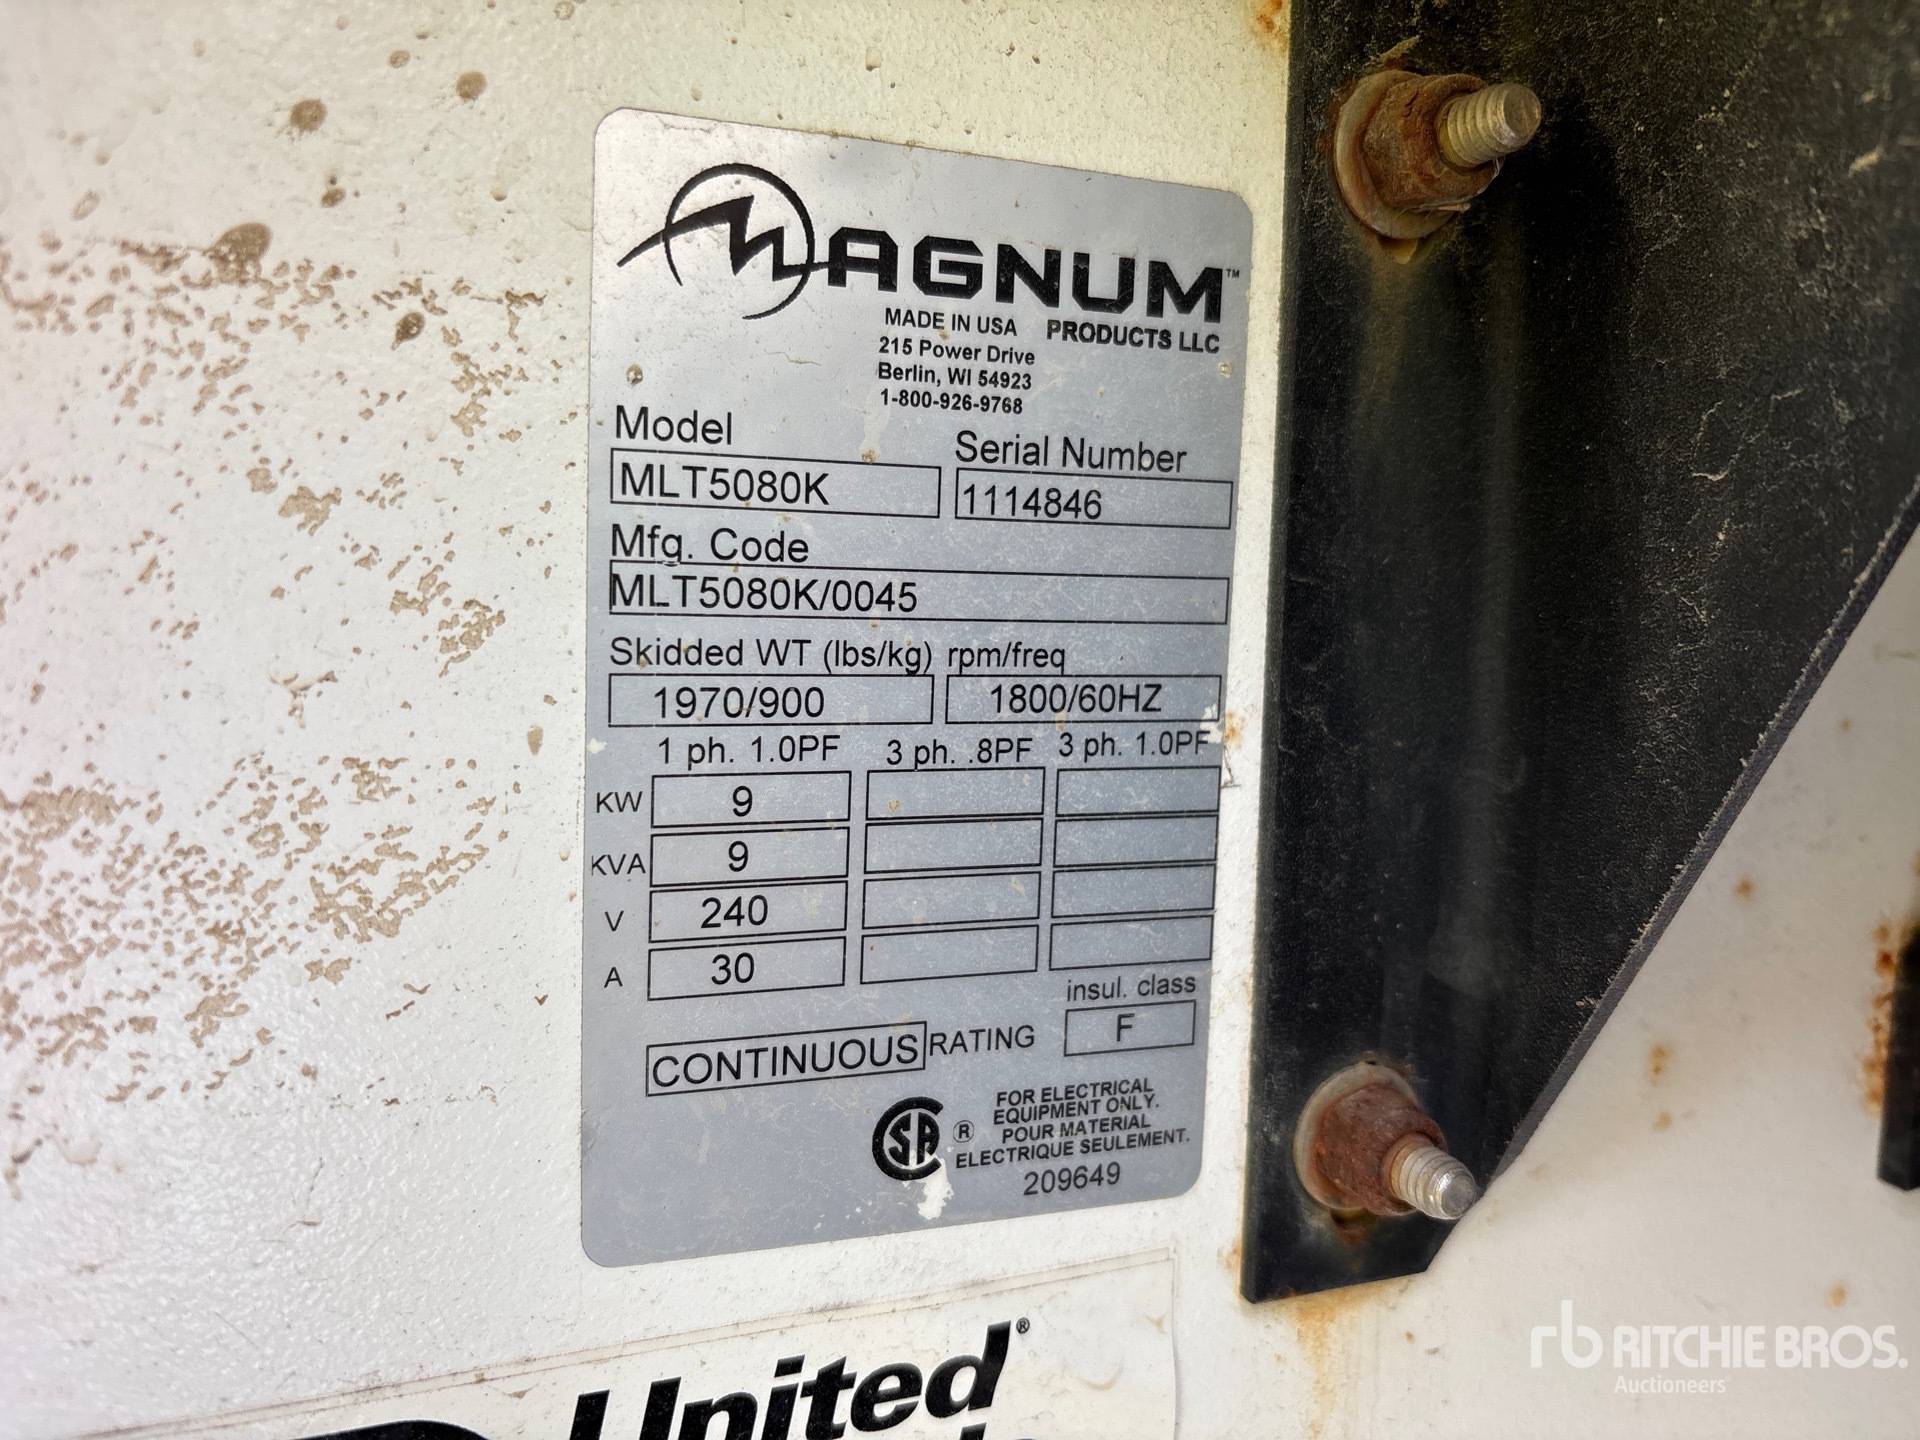 MAGNUM™
PRODUCTS LLC
MADE IN USA
215 Power Drive
Berlin, WI 54923
1-800-926-9768
Model
MLT5080K
Serial Number
1114846
Mfg. Code
MLT5080K/0045
Skidded WT (lbs/kg) rpm/freq
1970/900 1800/60HZ
1 ph. 1.0PF 3 ph. .8PF 3 ph. 1.0PF
KW 9
KVA 9
V 240
A 30
insul. class
F
CONTINUOUS RATING
CSA ®
FOR ELECTRICAL
EQUIPMENT ONLY.
POUR MATERIAL
ELECTRIQUE SEULEMENT.
209649
United®
rb RITCHIE BROS.
Auctioneers